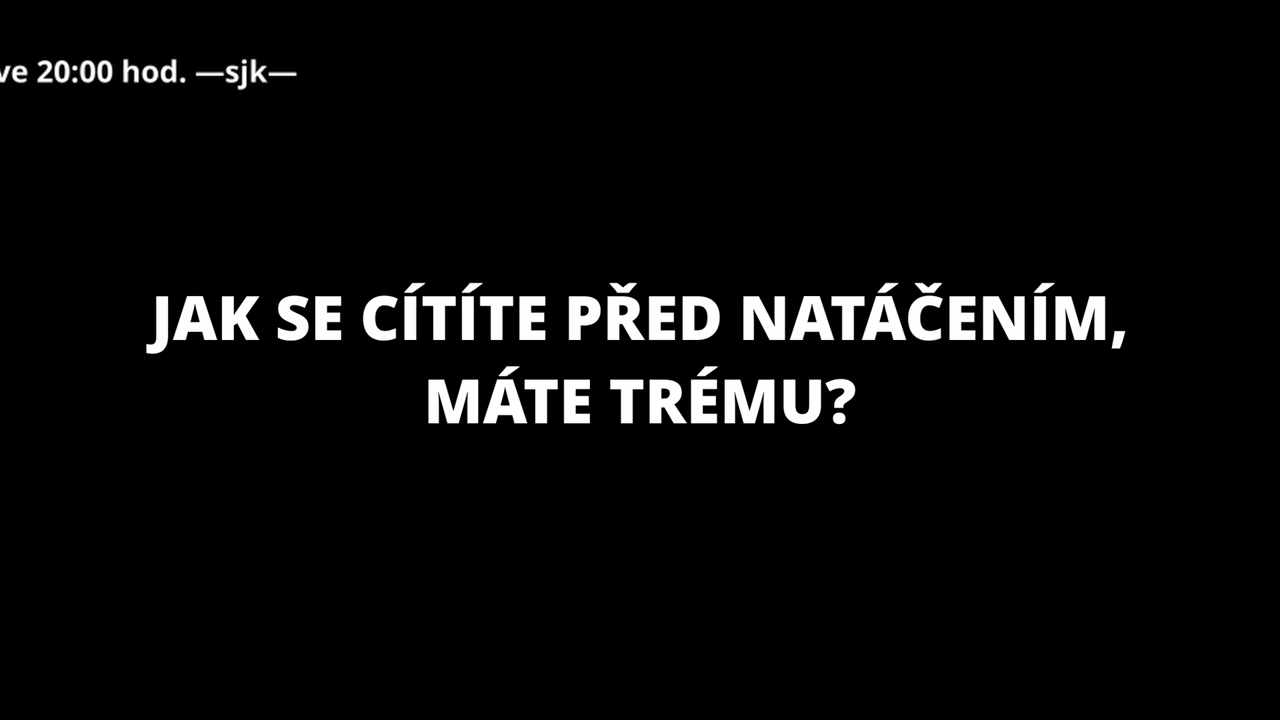 ve 20:00 hod. —sjk—
JAK SE CÍTÍTE PŘED NATÁČENÍM,
MÁTE TRÉMU?